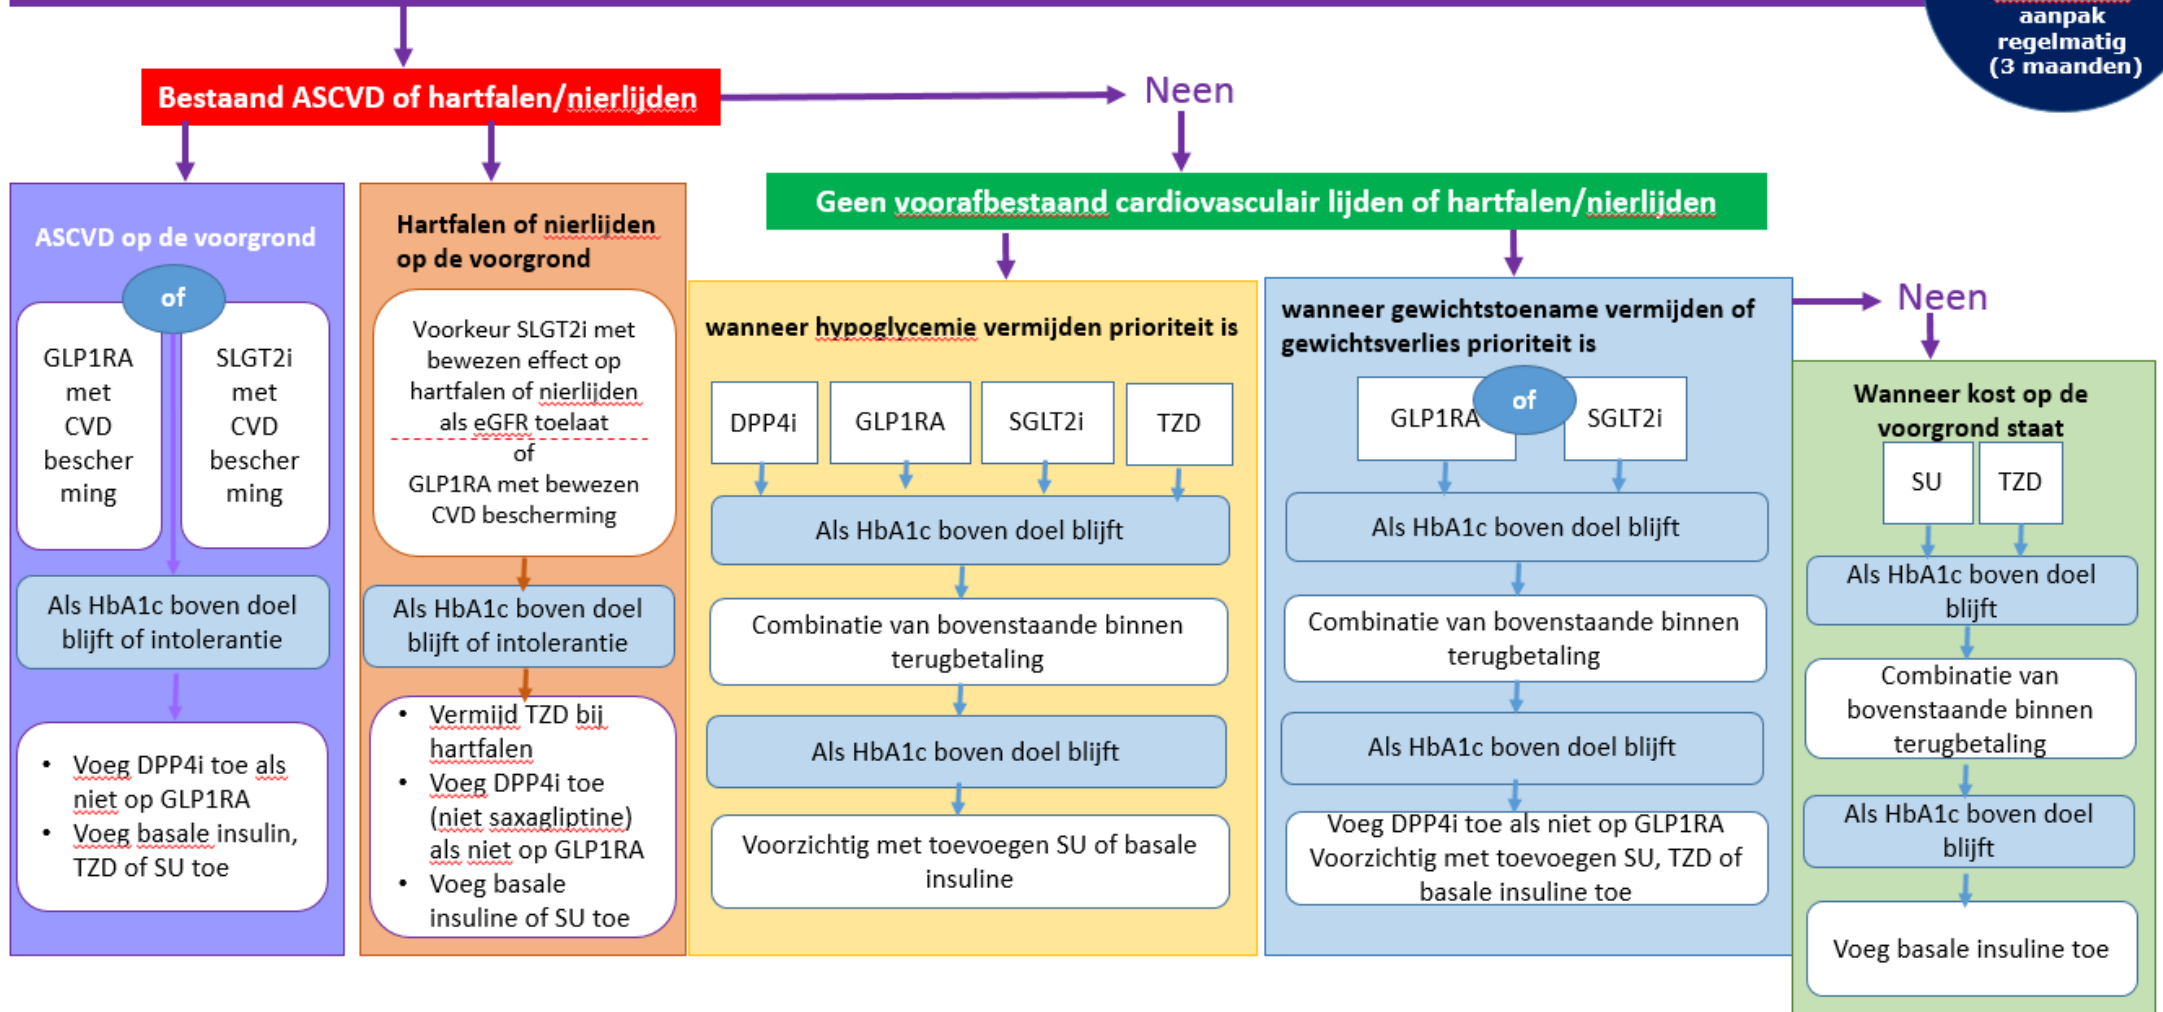 aanpak
regelmatig
(3 maanden)
Bestaand ASCVD of hartfalen/nierlijden
Neen
Geen voorafbestaand cardiovasculair lijden of hartfalen/nierlijden
ASCVD op de voorgrond
of
GLP1RA
met
CVD
bescher
ming
SLGT2i
met
CVD
bescher
ming
Als HbA1c boven doel
blijft of intolerantie
• Voeg DPP4i toe als
niet op GLP1RA
• Voeg basale insulin,
TZD of SU toe
Hartfalen of nierlijden
op de voorgrond
Voorkeur SLGT2i met
bewezen effect op
hartfalen of nierlijden
als eGFR toelaat
of
GLP1RA met bewezen
CVD bescherming
Als HbA1c boven doel
blijft of intolerantie
• Vermijd TZD bij
hartfalen
• Voeg DPP4i toe
(niet saxagliptine)
als niet op GLP1RA
• Voeg basale
insuline of SU toe
wanneer hypoglycemie vermijden prioriteit is
DPP4i
GLP1RA
SGLT2i
TZD
Als HbA1c boven doel blijft
Combinatie van bovenstaande binnen
terugbetaling
Als HbA1c boven doel blijft
Voorzichtig met toevoegen SU of basale
insuline
wanneer gewichtstoename vermijden of
gewichtsverlies prioriteit is
GLP1RA
of
SGLT2i
Als HbA1c boven doel blijft
Combinatie van bovenstaande binnen
terugbetaling
Als HbA1c boven doel blijft
Voeg DPP4i toe als niet op GLP1RA
Voorzichtig met toevoegen SU, TZD of
basale insuline toe
Neen
Wanneer kost op de
voorgrond staat
SU
TZD
Als HbA1c boven doel
blijft
Combinatie van
bovenstaande binnen
terugbetaling
Als HbA1c boven doel
blijft
Voeg basale insuline toe